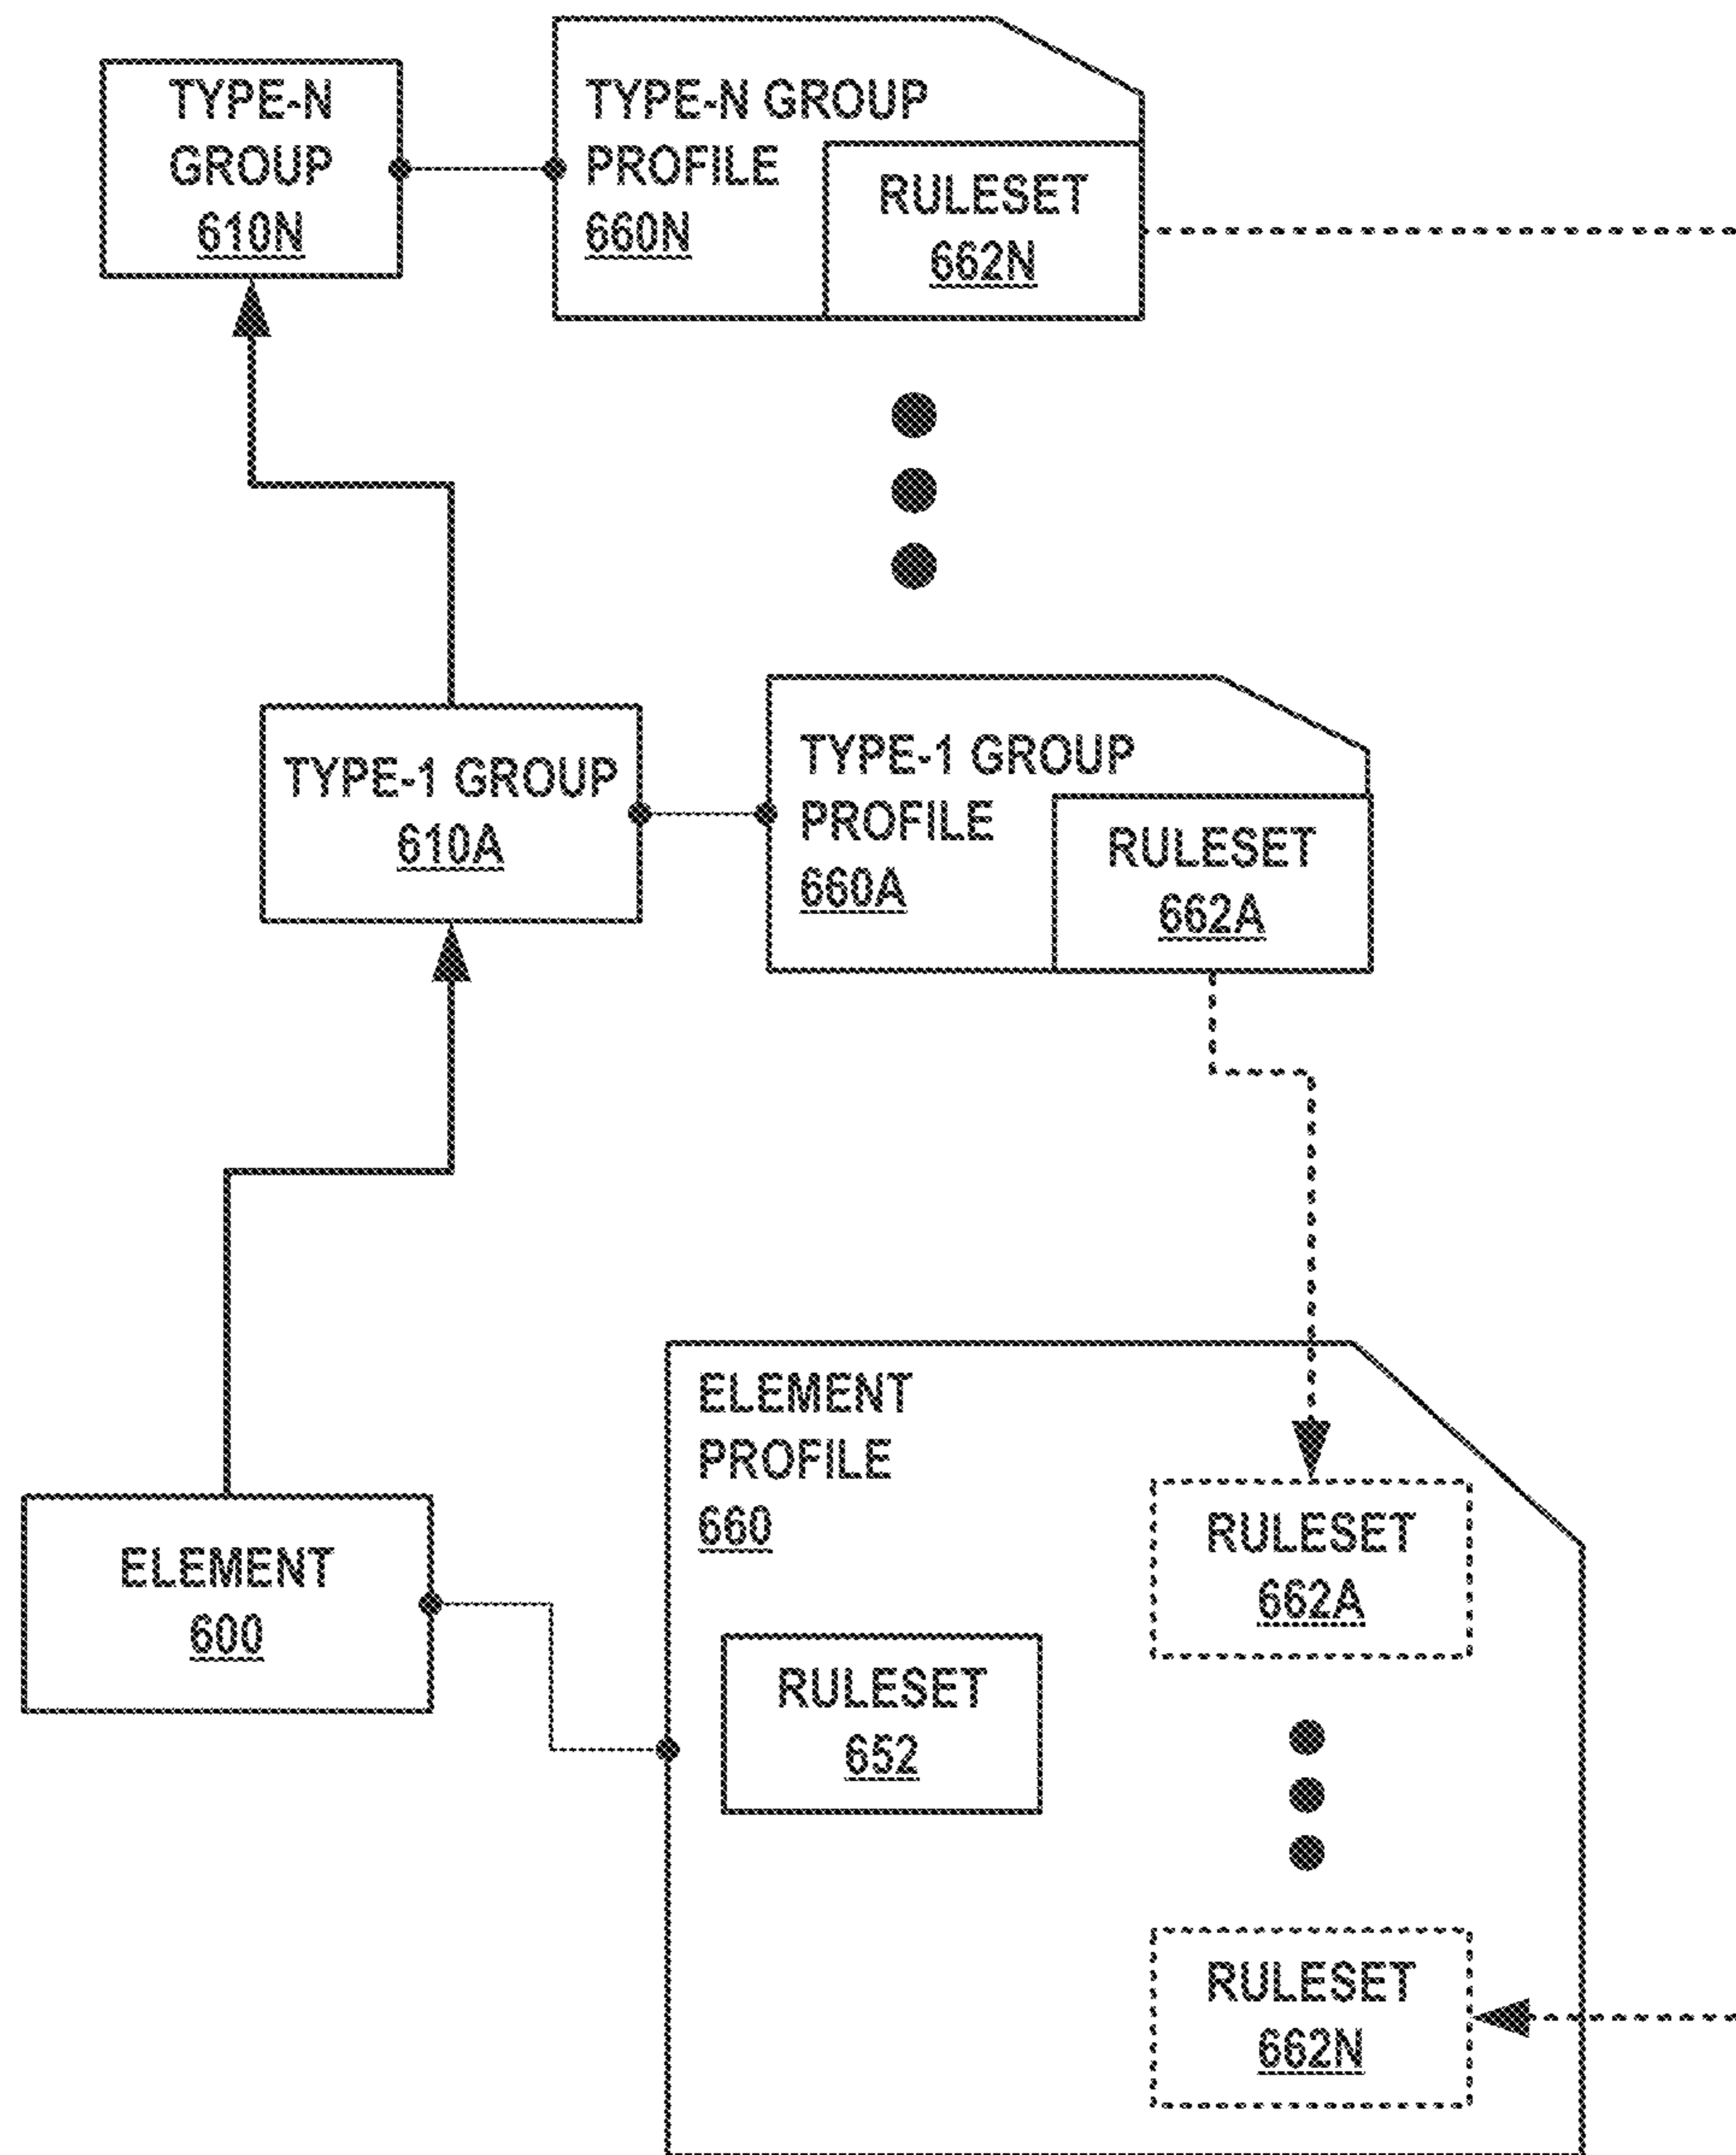 TYPE-N
GROUP
610N
TYPE-N GROUP
PROFILE
660N
RULESET
662N
TYPE-1 GROUP
610A
TYPE-1 GROUP
PROFILE
660A
RULESET
662A
ELEMENT
600
ELEMENT
PROFILE
660
RULESET
652
RULESET
662A
RULESET
662N